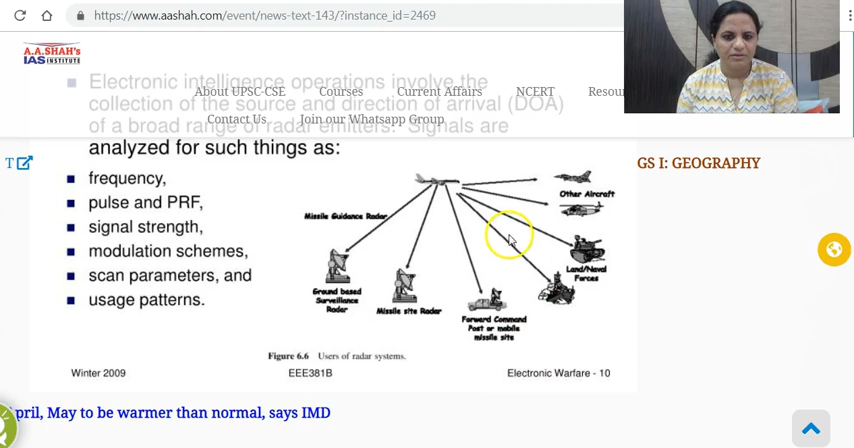 https://www.aashah.com/event/news-text-143/?instance_id=2469
A.A.SHAH'S
IAS INSTITUTE
Electronic intelligence operations involve the
About UPSC-CSE Courses Current Affairs NCERT Resou
collection of the source and direction of arrival (DOA)
Contact Us Join our Whatsapp Group
of a broad range of radar emitters. Signals are
analyzed for such things as:
T
GS I: GEOGRAPHY
frequency,
pulse and PRF,
signal strength,
modulation schemes,
scan parameters, and
usage patterns.
Other Aircraft
Missile Guidance Radar
Land/Naval
Forces
Ground based
Surveillance
Radar
Missile site Radar
Forward Command
Post or mobile
missile site
Figure 6.6 Users of radar systems.
Winter 2009
EEE381B
Electronic Warfare - 10
pril, May to be warmer than normal, says IMD